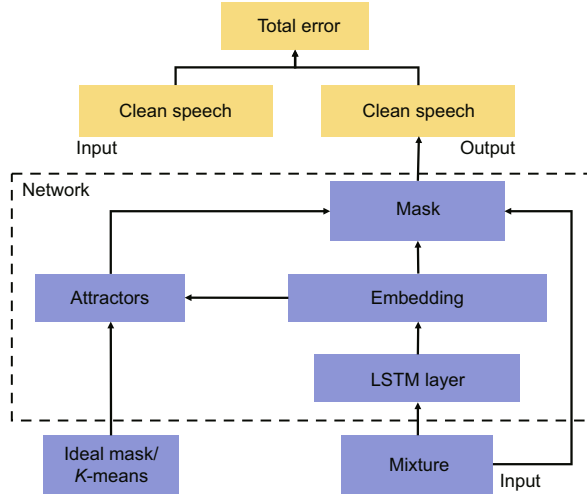 Total error
Clean speech
Clean speech
Input
Output
Network
Mask
Attractors
Embedding
LSTM layer
Ideal mask/
K-means
Mixture
Input